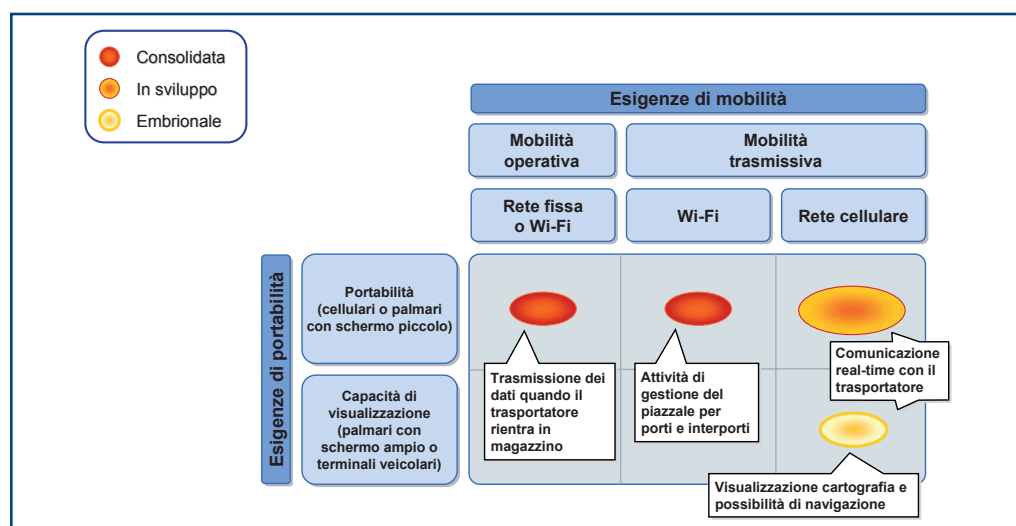 Consolidata
In sviluppo
Embrionale
Esigenze di mobilità
Mobilità
operativa
Mobilità
trasmissiva
Rete fissa
o Wi-Fi
Wi-Fi
Rete cellulare
Esigenze di portabilità
Portabilità
(cellulari o palmari
con schermo piccolo)
Capacità di
visualizzazione
(palmari con
schermo ampio o
terminali veicolari)
Trasmissione dei
dati quando il
trasportatore
rientra in
magazzino
Attività di
gestione del
piazzale per
porti e interporti
Comunicazione
real-time con il
trasportatore
Visualizzazione cartografia e
possibilità di navigazione